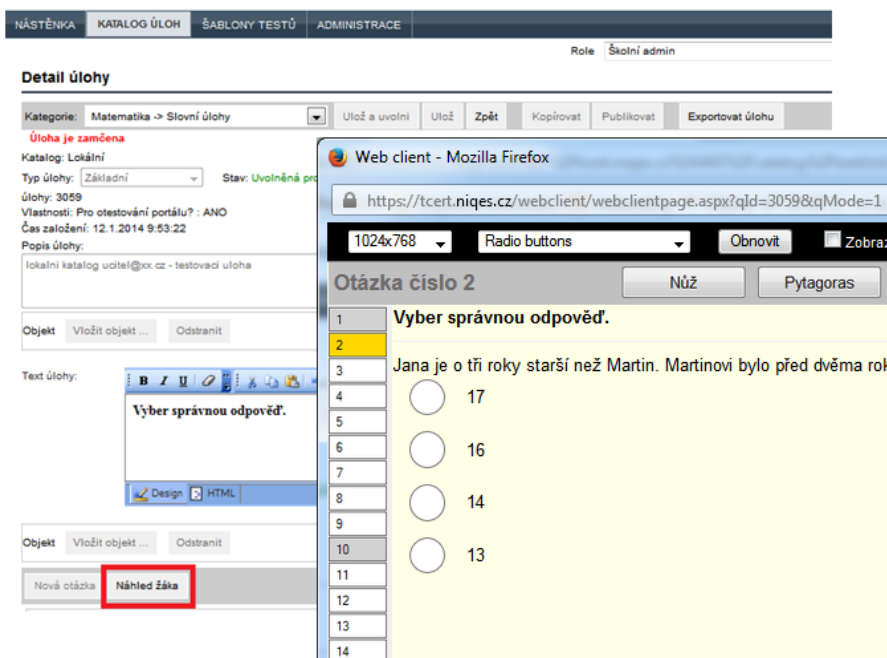 NÁSTĚNKA KATALOG ÚLOH ŠABLONY TESTŮ ADMINISTRACE
Role Školní admin
Detail úlohy
Kategorie: Matematika -> Slovní úlohy Ulož a uvolni Ulož Zpět Kopírovat Publikovat Exportovat úlohu
Úloha je zamčena
Katalog: Lokální
Typ úlohy: Základní Stav: Uvolněná pro
úlohy: 3059
Vlastnosti: Pro otestování portálu? : ANO
Čas založení: 12.1.2014 9:53:22
Popis úlohy:
lokalni katalog ucitel@xx.cz - testovaci uloha
Objekt Vložit objekt ... Odstranit
Text úlohy:
B I U
Vyber správnou odpověď.
Design HTML
Objekt Vložit objekt ... Odstranit
Nová otázka Náhled žáka
Web client - Mozilla Firefox
https://tcert.niqes.cz/webclient/webclientpage.aspx?qId=3059&qMode=1
1024x768 Radio buttons Obnovit Zobraz
Otázka číslo 2 Nůž Pytagoras
Vyber správnou odpověď.
Jana je o tři roky starší než Martin. Martinovi bylo před dvěma rok
17
16
14
13
1
2
3
4
5
6
7
8
9
10
11
12
13
14